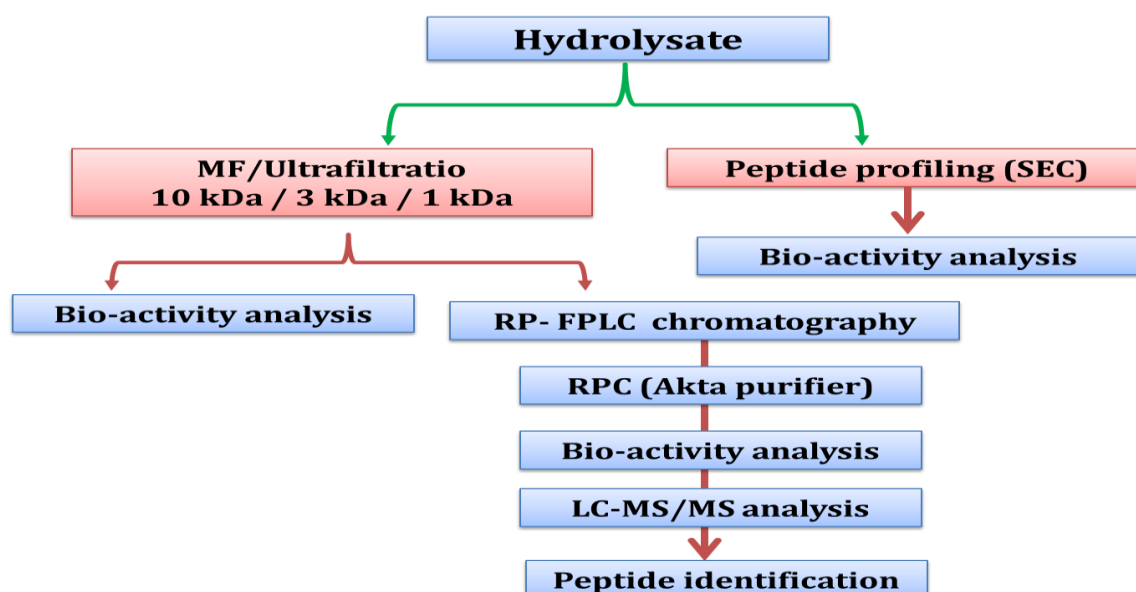 Hydrolysate
MF/Ultrafiltratio
10 kDa / 3 kDa / 1 kDa
Peptide profiling (SEC)
Bio-activity analysis
Bio-activity analysis
RP- FPLC chromatography
RPC (Akta purifier)
Bio-activity analysis
LC-MS/MS analysis
Peptide identification